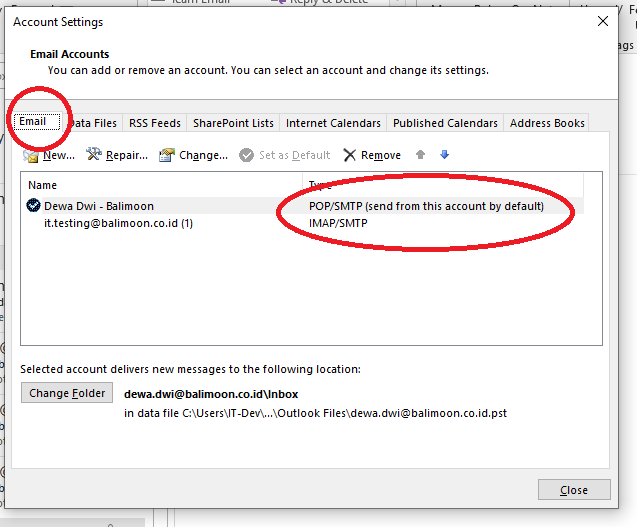 Team Email
Reply & Delete
Account Settings
Email Accounts
You can add or remove an account. You can select an account and change its settings.
Email Data Files RSS Feeds SharePoint Lists Internet Calendars Published Calendars Address Books
New... Repair... Change... Set as Default Remove
Name Type
Dewa Dwi - Balimoon POP/SMTP (send from this account by default)
it.testing@balimoon.co.id (1) IMAP/SMTP
Selected account delivers new messages to the following location:
Change Folder dewa.dwi@balimoon.co.id\Inbox
in data file C:\Users\IT-Dev\...\Outlook Files\dewa.dwi@balimoon.co.id.pst
Close